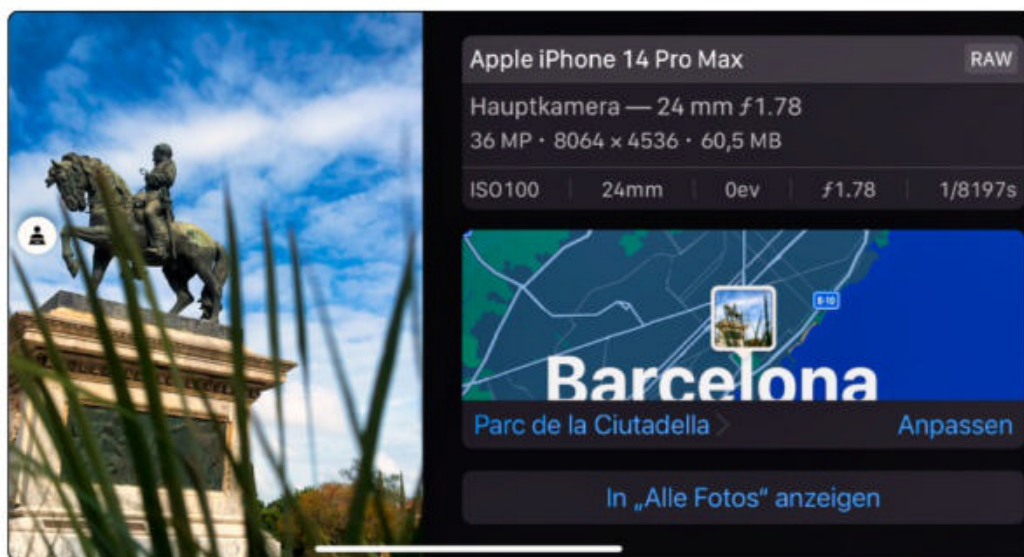 Apple iPhone 14 Pro Max RAW
Hauptkamera — 24 mm ƒ1.78
36 MP • 8064 × 4536 • 60,5 MB
ISO100 | 24mm | 0ev | ƒ1.78 | 1/8197s
B-10
Barcelona
Parc de la Ciutadella > Anpassen
In „Alle Fotos“ anzeigen